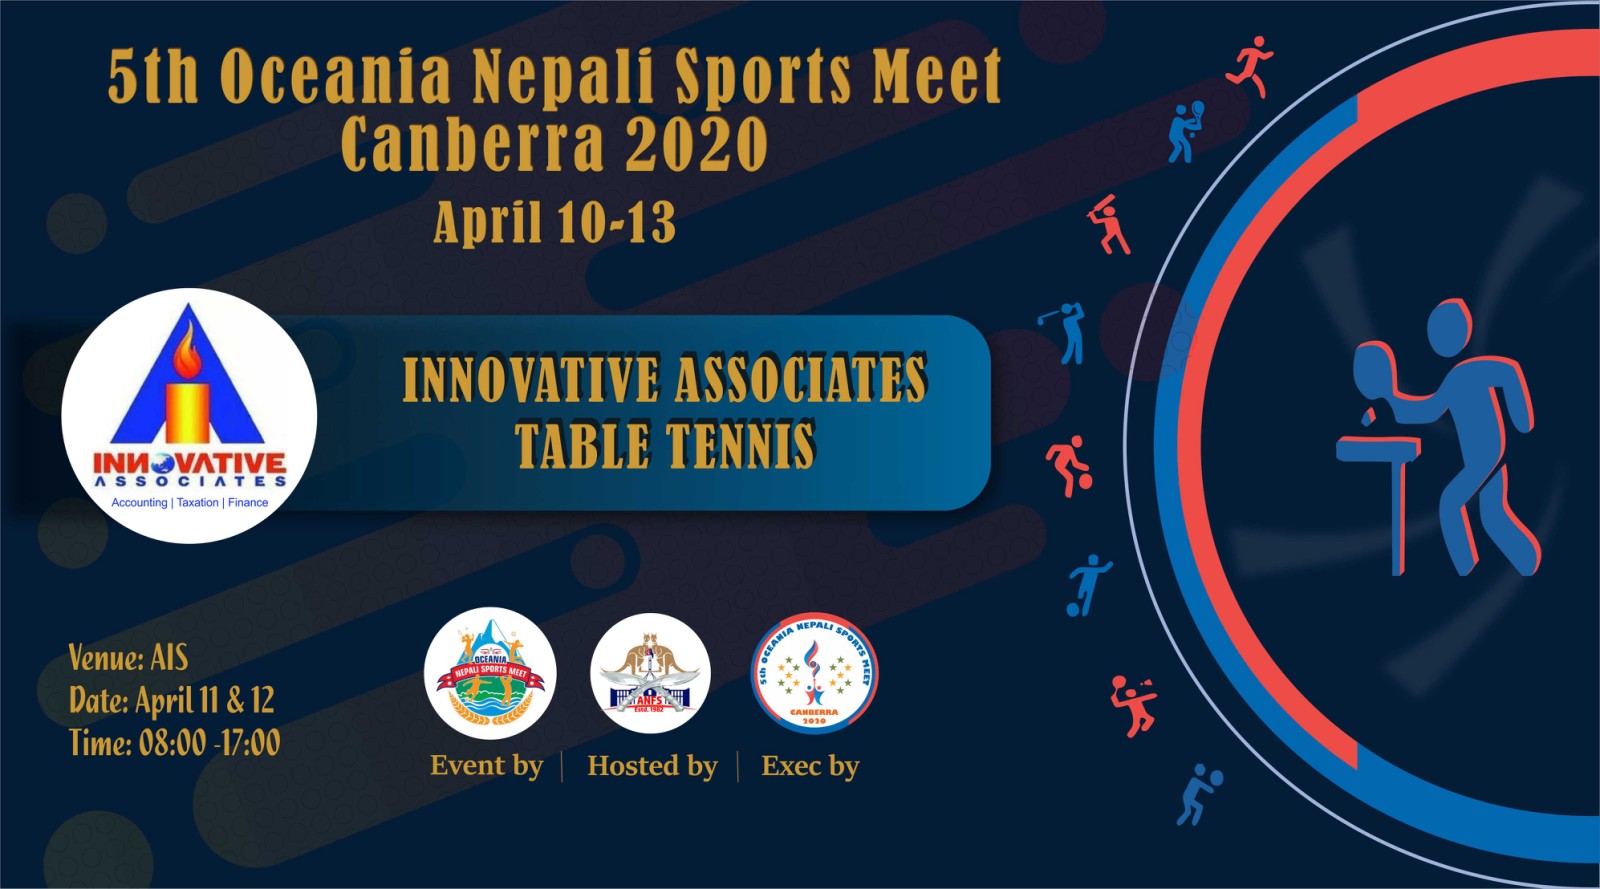 5th Oceania Nepali Sports Meet
Canberra 2020
April 10-13
INNOVATIVE
ASSOCIATES
Accounting | Taxation | Finance
INNOVATIVE ASSOCIATES
TABLE TENNIS
Venue: AIS
Date: April 11 & 12
Time: 08:00 -17:00
OCEANIA
NEPALI SPORTS MEET
Event by
ANFS
Estd. 1982
Hosted by
5th OCEANIA NEPALI SPORTS MEET
CANBERRA
2020
Exec by